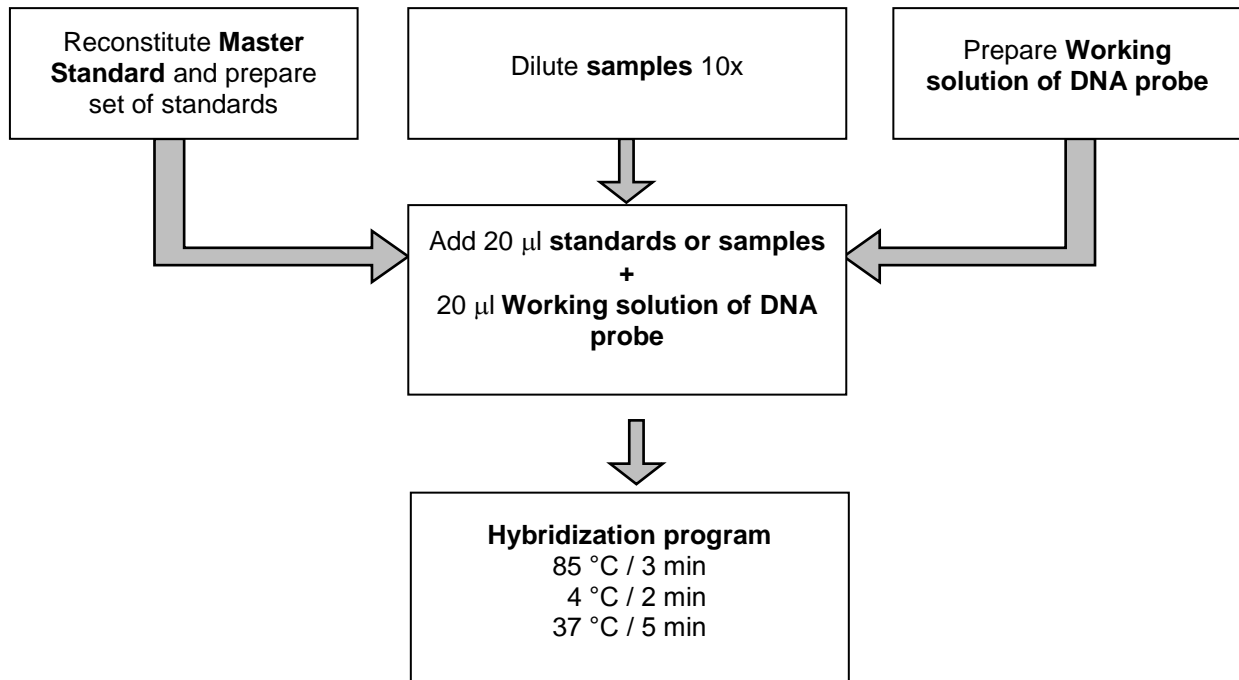 Reconstitute Master
Standard and prepare
set of standards
Dilute samples 10x
Prepare Working
solution of DNA probe
Add 20 μl standards or samples
+
20 μl Working solution of DNA
probe
Hybridization program
85 °C / 3 min
4 °C / 2 min
37 °C / 5 min